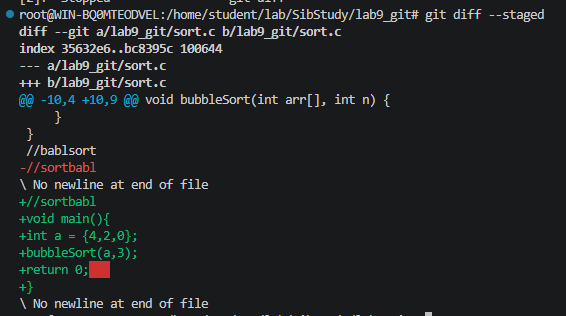 root@WIN-BQ0MTEODVEL:/home/student/lab/SibStudy/lab9_git# git diff --staged
diff --git a/lab9_git/sort.c b/lab9_git/sort.c
index 35632e6..bc8395c 100644
--- a/lab9_git/sort.c
+++ b/lab9_git/sort.c
@@ -10,4 +10,9 @@ void bubbleSort(int arr[], int n) {
     }
 }
 //bablsort
-//sortbabl
\ No newline at end of file
+//sortbabl
+void main(){
+int a = {4,2,0};
+bubbleSort(a,3);
+return 0;
+}
\ No newline at end of file